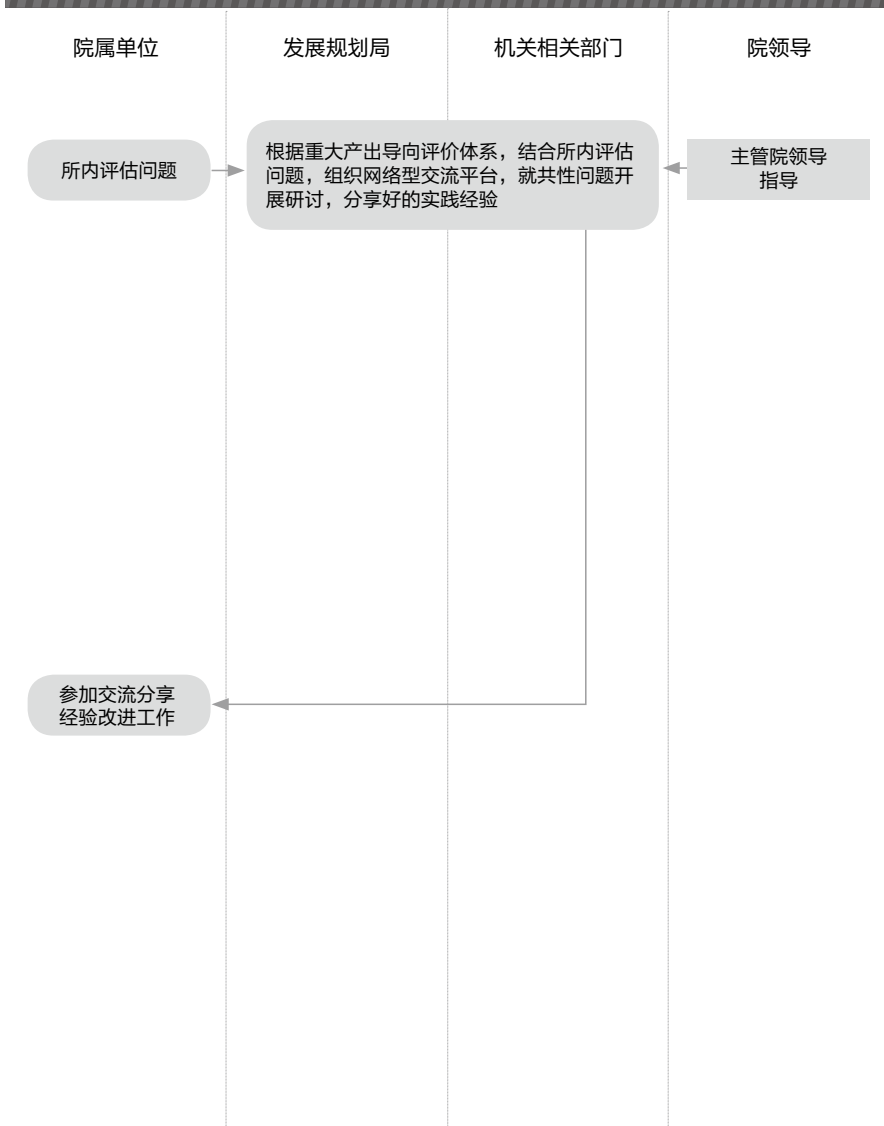 院属单位
发展规划局
机关相关部门
院领导
所内评估问题
根据重大产出导向评价体系，结合所内评估
问题，组织网络型交流平台，就共性问题开
展研讨，分享好的实践经验
主管院领导
指导
参加交流分享
经验改进工作